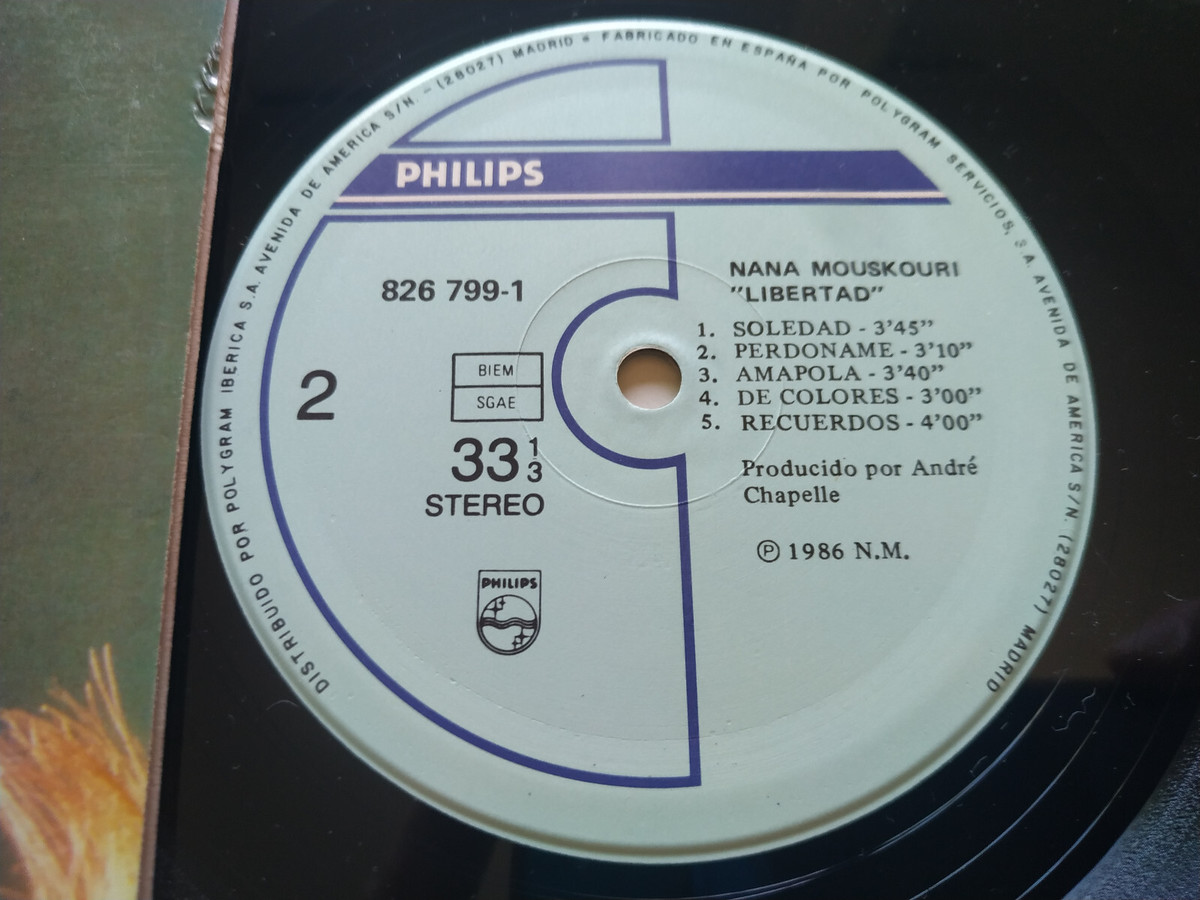 DISTRIBUIDO POR POLYGRAM IBERICA S.A. AVENIDA DE AMERICA S/N. - (28027) MADRID = FABRICADO EN ESPAÑA POR POLYGRAM SERVICIOS, S.A. AVENIDA DE AMERICA S/N. (28027) MADRID
PHILIPS
826 799-1
2
BIEM
SGAE
33 1/3
STEREO
PHILIPS
NANA MOUSKOURI
"LIBERTAD"
1. SOLEDAD - 3'45"
2. PERDONAME - 3'10"
3. AMAPOLA - 3'40"
4. DE COLORES - 3'00"
5. RECUERDOS - 4'00"
Producido por André
Chapelle
Ⓟ 1986 N.M.